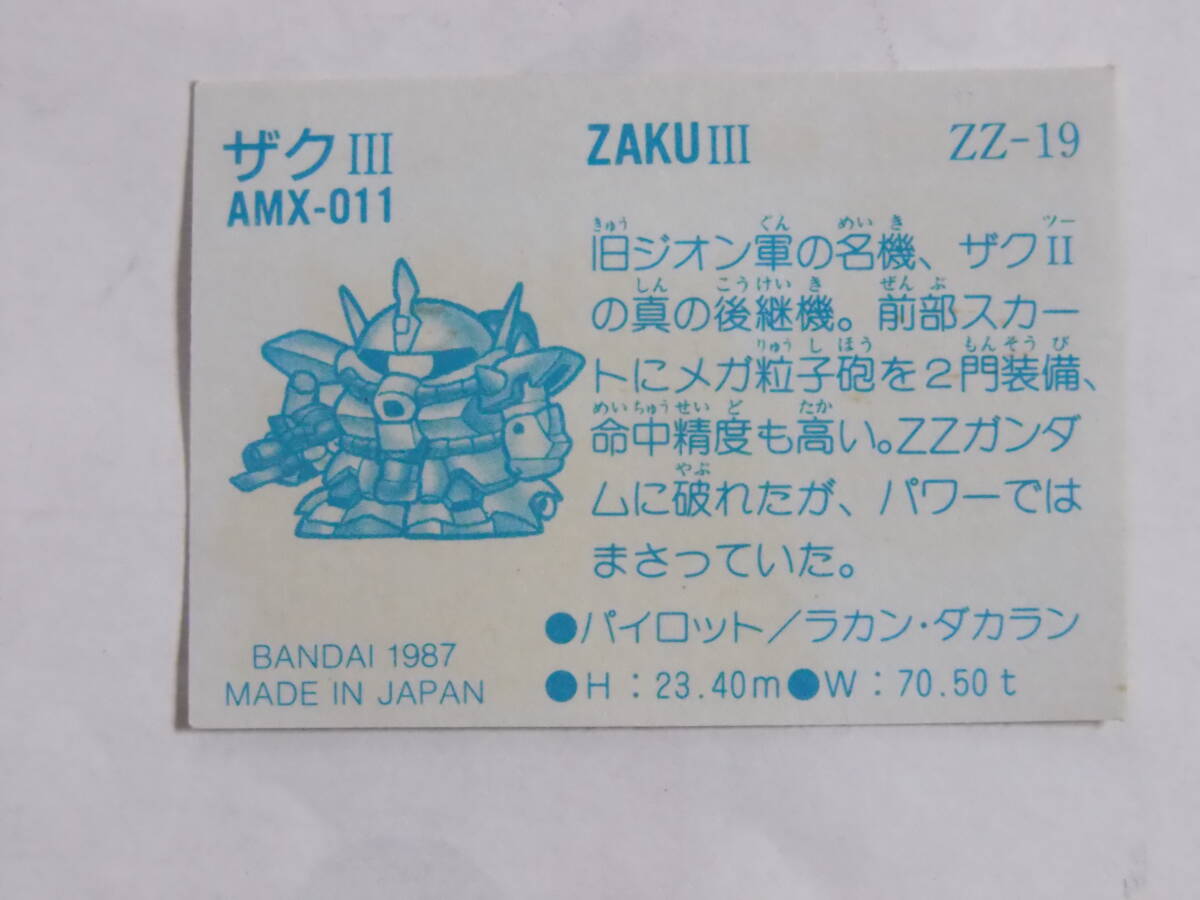 ザクIII
AMX-011
ZAKU III
ZZ-19
旧ジオン軍の名機、ザクII
の真の後継機。前部スカー
トにメガ粒子砲を2門装備、
命中精度も高い。ZZガンダ
ムに破れたが、パワーでは
まさっていた。
●パイロット/ラカン・ダカラン
●H:23.40m●W:70.50t
BANDAI 1987
MADE IN JAPAN